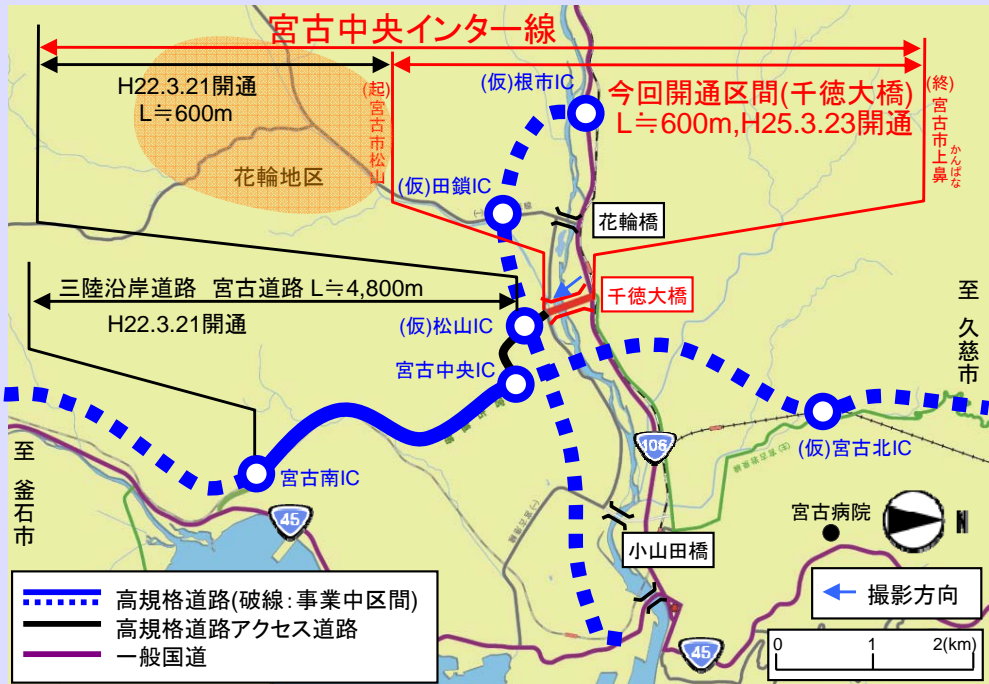 宮古中央インター線
H22.3.21開通
L≒600m
(起)宮古市松山
(仮)根市IC
今回開通区間(千徳大橋)
L≒600m,H25.3.23開通
(終)宮古市上鼻
かんぱな
花輪地区
(仮)田鎖IC
花輪橋
三陸沿岸道路 宮古道路 L≒4,800m
H22.3.21開通
千徳大橋
(仮)松山IC
宮古中央IC
至 久慈市
106
(仮)宮古北IC
至 釜石市
宮古南IC
45
宮古病院
N
小山田橋
高規格道路(破線:事業中区間)
高規格道路アクセス道路
一般国道
撮影方向
45
0 1 2(km)